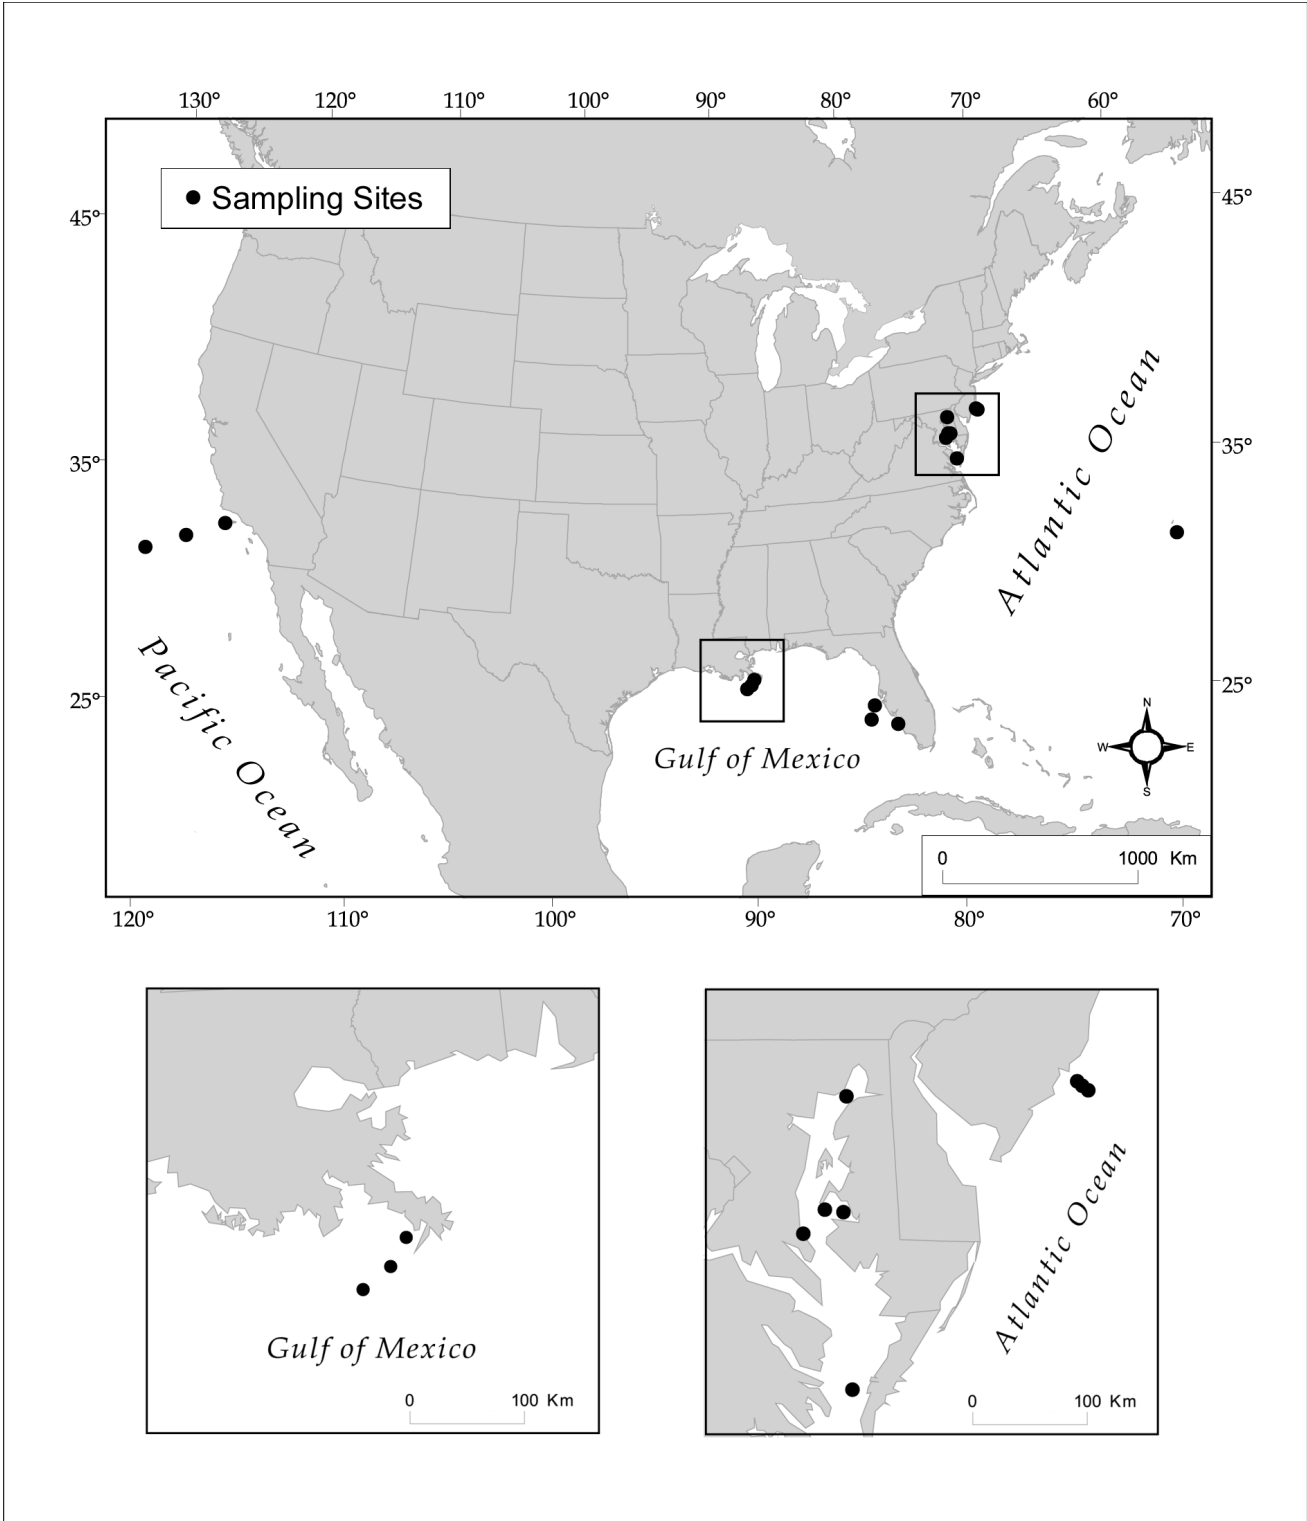 130° 120° 110° 100° 90° 80° 70° 60°
Sampling Sites
45° 45°
35° 35°
25° 25°
Atlantic Ocean
Pacific Ocean
Gulf of Mexico
N
W E
S
0 1000 Km
120° 110° 100° 90° 80° 70°
Gulf of Mexico
0 100 Km
Atlantic Ocean
0 100 Km